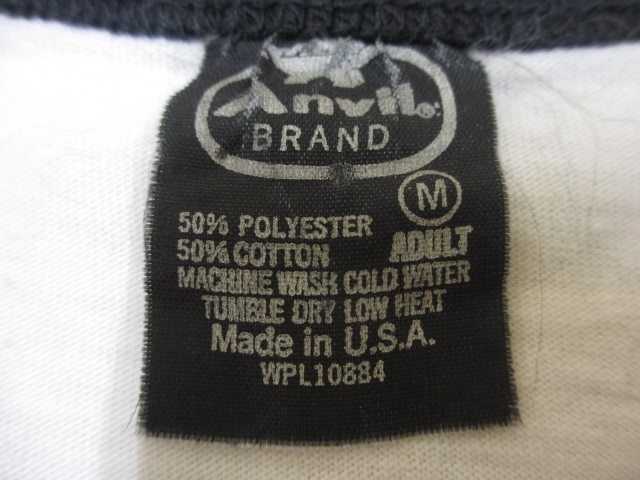 Anvil®
BRAND
M
50% POLYESTER
50% COTTON ADULT
MACHINE WASH COLD WATER
TUMBLE DRY LOW HEAT
Made in U.S.A.
WPL10884